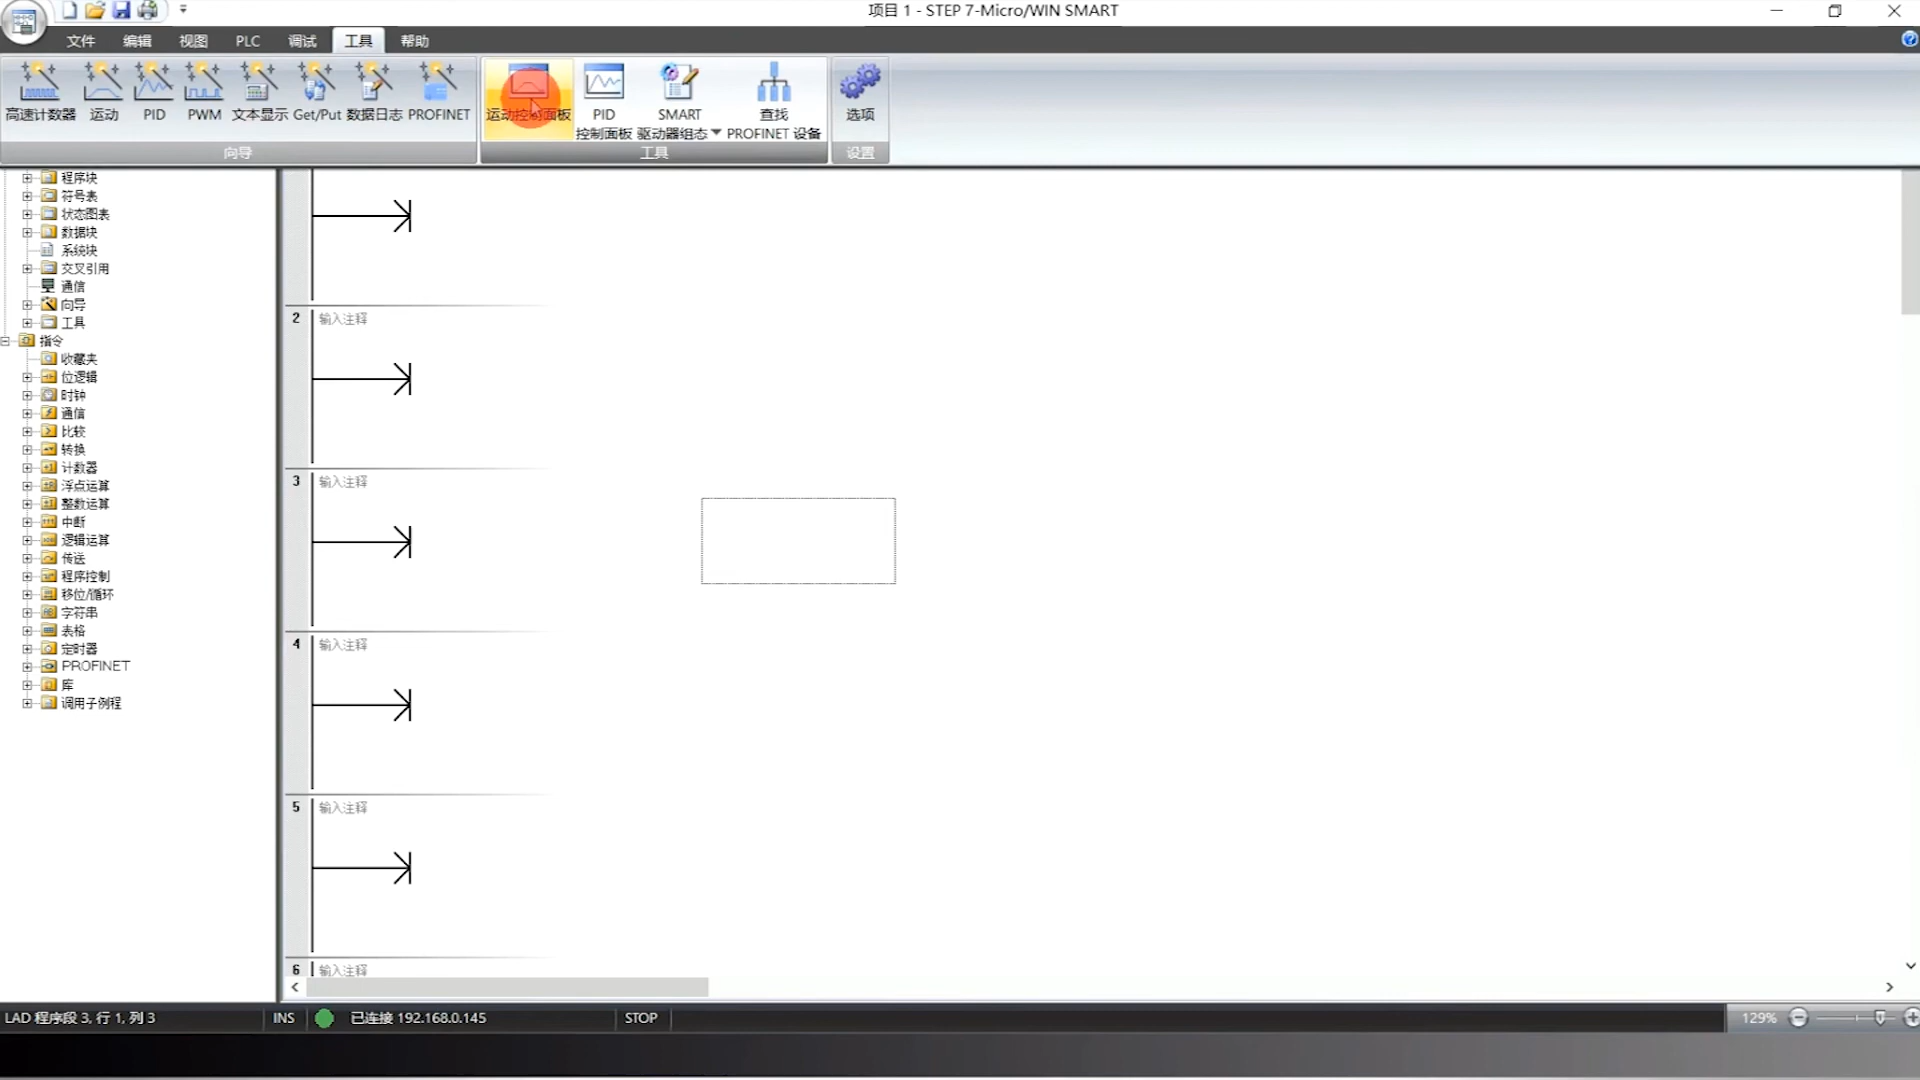 项目 1 - STEP 7-Micro/WIN SMART
文件 编辑 视图 PLC 调试 工具 帮助
高速计数器 运动 PID PWM 文本显示 Get/Put 数据日志 PROFINET
向导
运动控制面板
PID
控制面板
SMART
驱动器组态
查找
PROFINET 设备
工具
选项
设置
程序块
符号表
状态图表
数据块
系统块
交叉引用
通信
向导
工具
指令
收藏夹
位逻辑
时钟
通信
比较
转换
计数器
浮点运算
整数运算
中断
逻辑运算
传送
程序控制
移位/循环
字符串
表格
定时器
PROFINET
库
调用子例程
2 输入注释
3 输入注释
4 输入注释
5 输入注释
6 输入注释
LAD 程序段 3, 行 1, 列 3 INS 已连接 192.168.0.145 STOP 129%